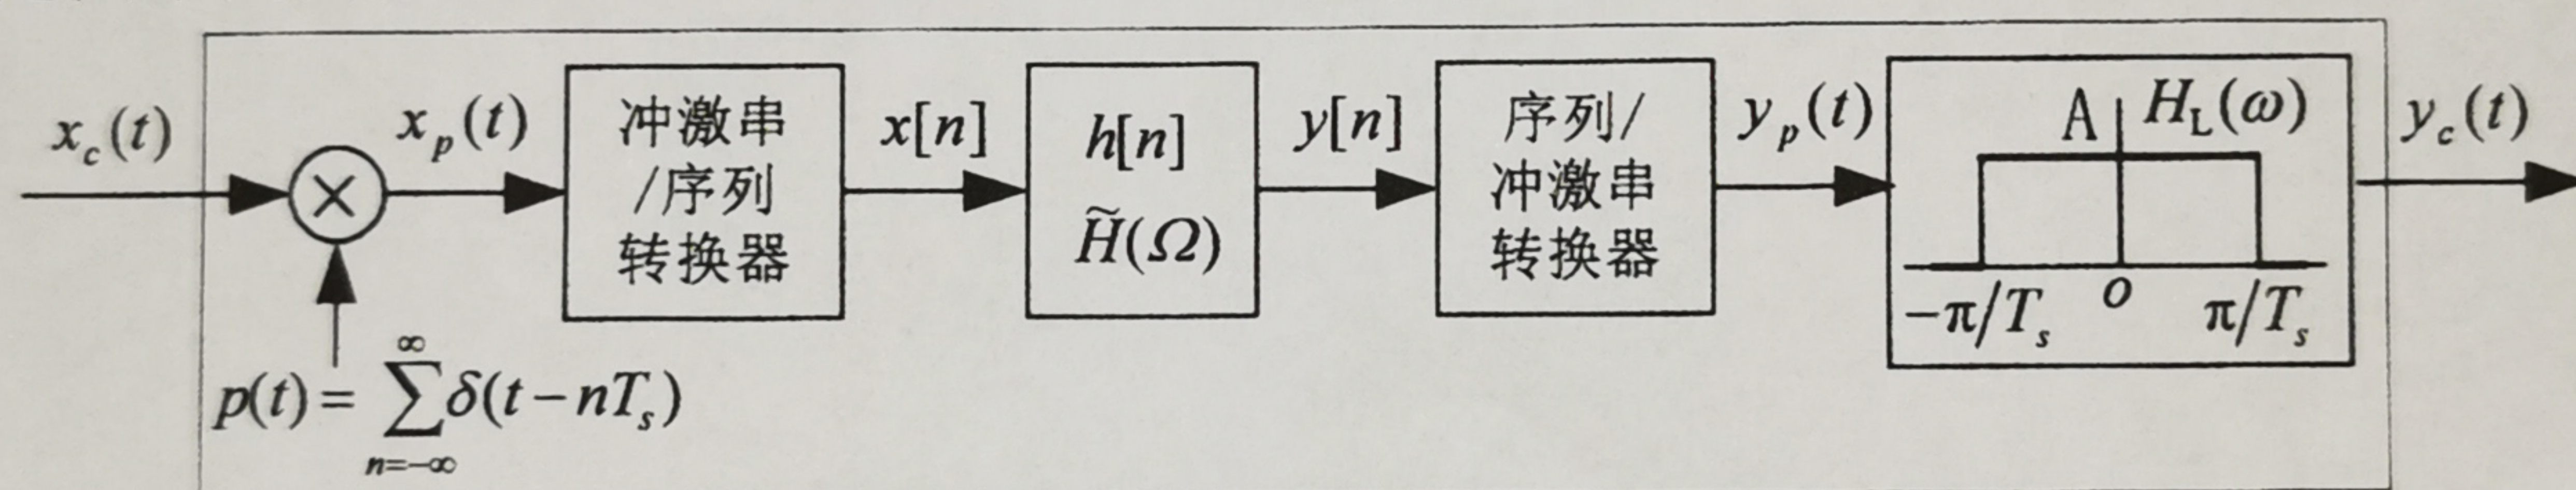 x_c(t)
x_p(t)
冲激串
/序列
转换器
x[n]
h[n]
H̃(Ω)
y[n]
序列/
冲激串
转换器
y_p(t)
A H_L(ω)
−π/T_s o π/T_s
y_c(t)
p(t) = ∑_{n=−∞}^{∞} δ(t−nT_s)